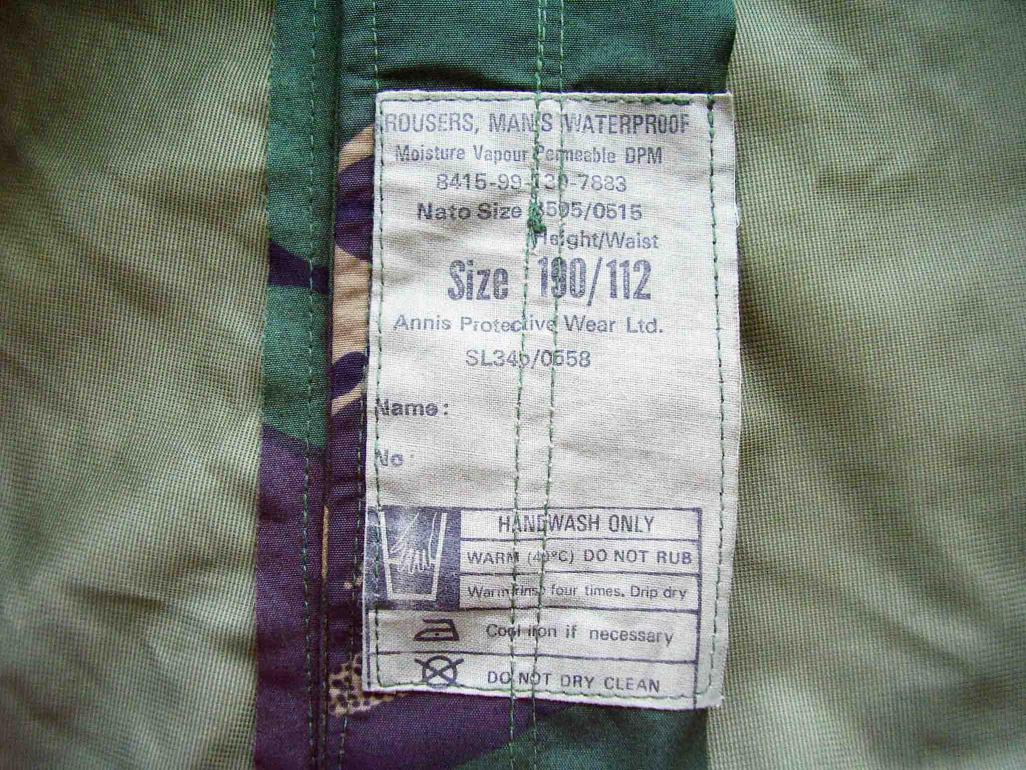 ROUSERS, MAN'S WATERPROOF
Moisture Vapour Permeable DPM
8415-99-130-7883
Nato Size 8595/0515
Height/Waist
Size 190/112
Annis Protective Wear Ltd.
Name:
No
HANDWASH ONLY
WARM (40°C) DO NOT RUB
Warm rinse four times. Drip dry
Cool iron if necessary
DO NOT DRY CLEAN